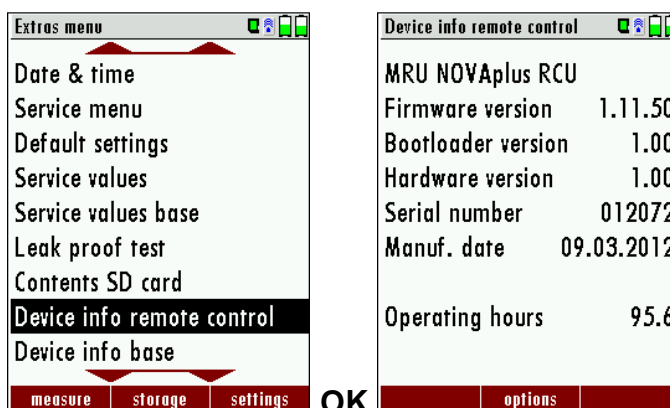 Extras menu
Date & time
Service menu
Default settings
Service values
Service values base
Leak proof test
Contents SD card
Device info remote control
Device info base
measure storage settings
OK
Device info remote control
MRU NOVAplus RCU
Firmware version 1.11.50
Bootloader version 1.00
Hardware version 1.00
Serial number 012072
Manuf. date 09.03.2012
Operating hours 95.6
options